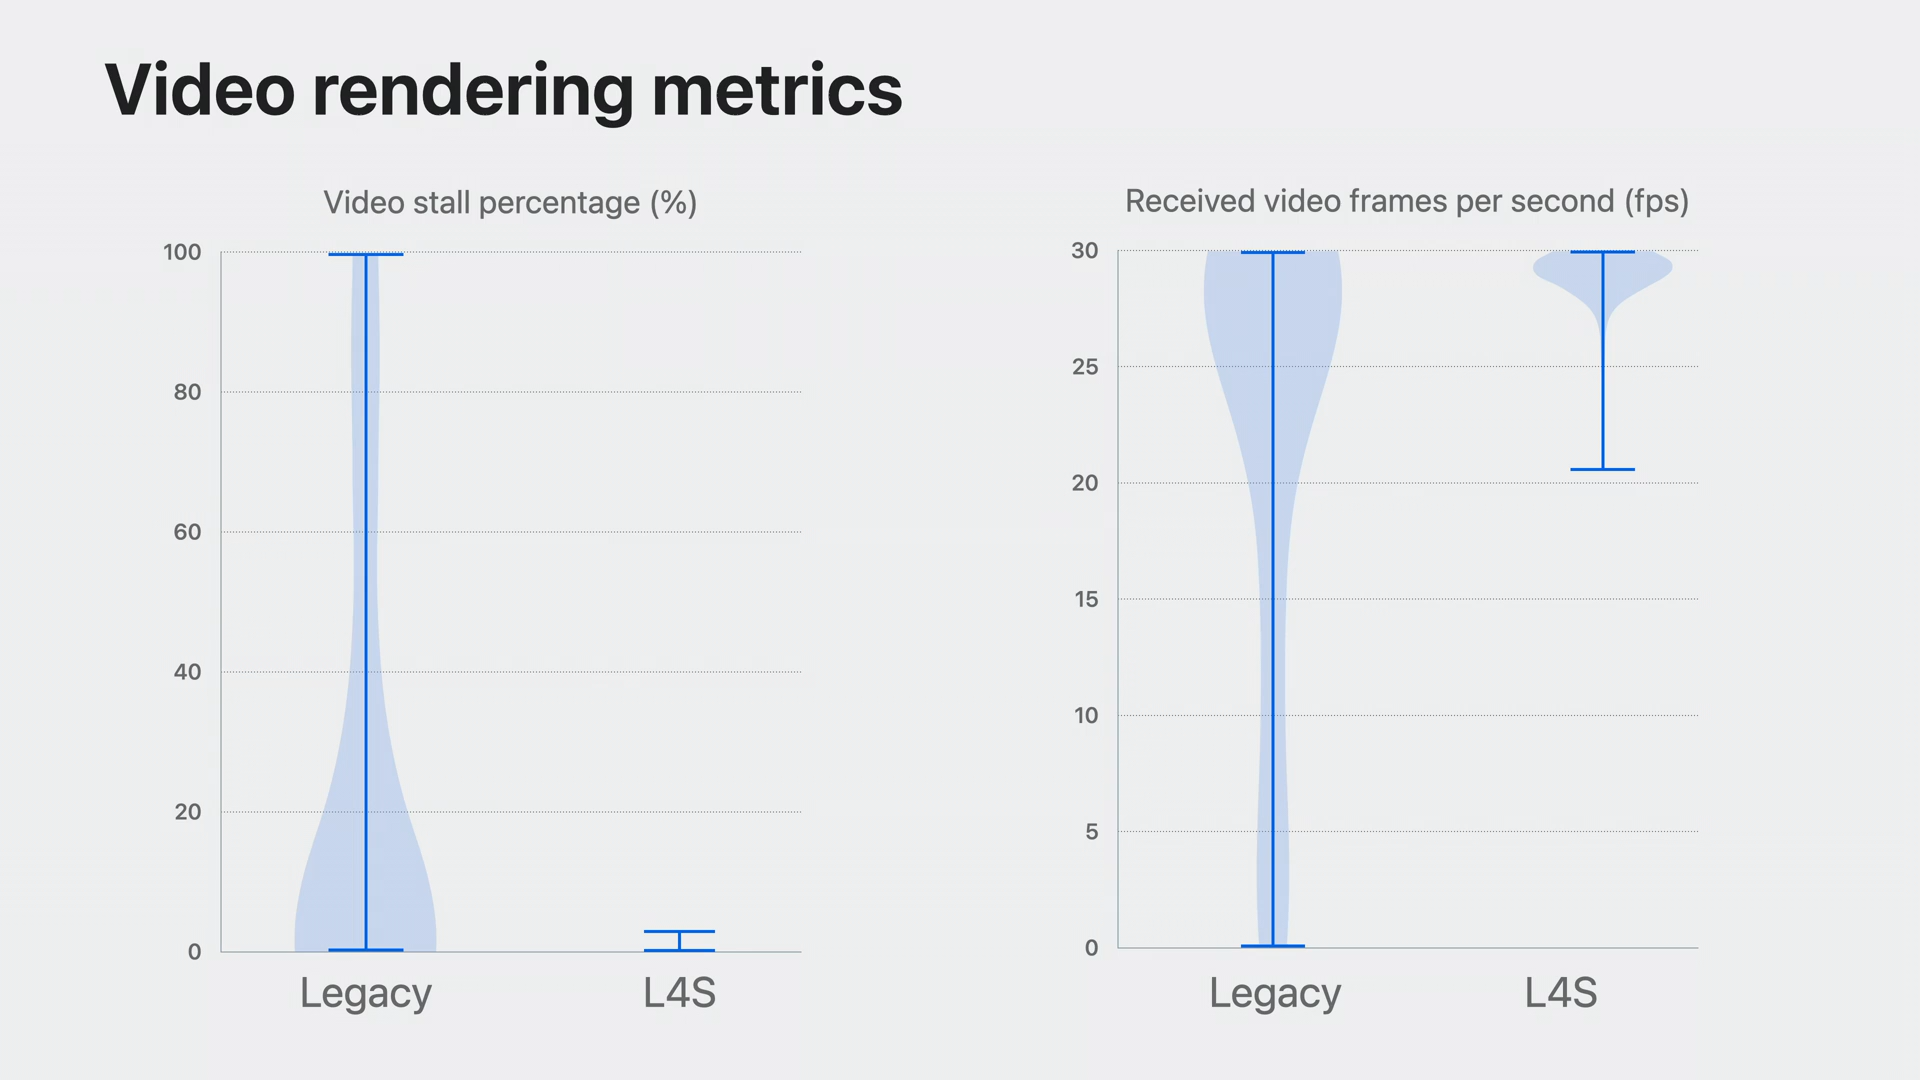 Video rendering metrics
Video stall percentage (%)
100
80
60
40
20
0
Legacy L4S
Received video frames per second (fps)
30
25
20
15
10
5
0
Legacy L4S